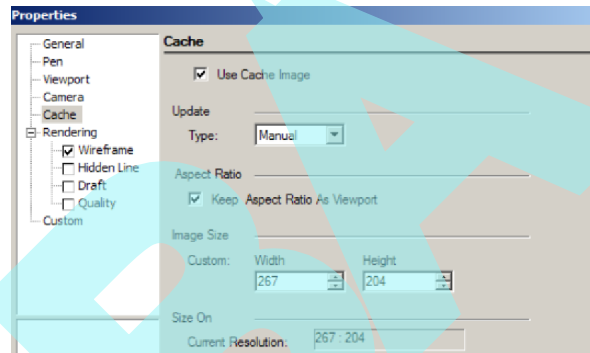 Properties
General
Pen
Viewport
Camera
Cache
Rendering
Wireframe
Hidden Line
Draft
Quality
Custom
Cache
Use Cache Image
Update
Type: Manual
Aspect Ratio
Keep Aspect Ratio As Viewport
Image Size
Custom: Width Height
267 204
Size On
Current Resolution: 267 : 204